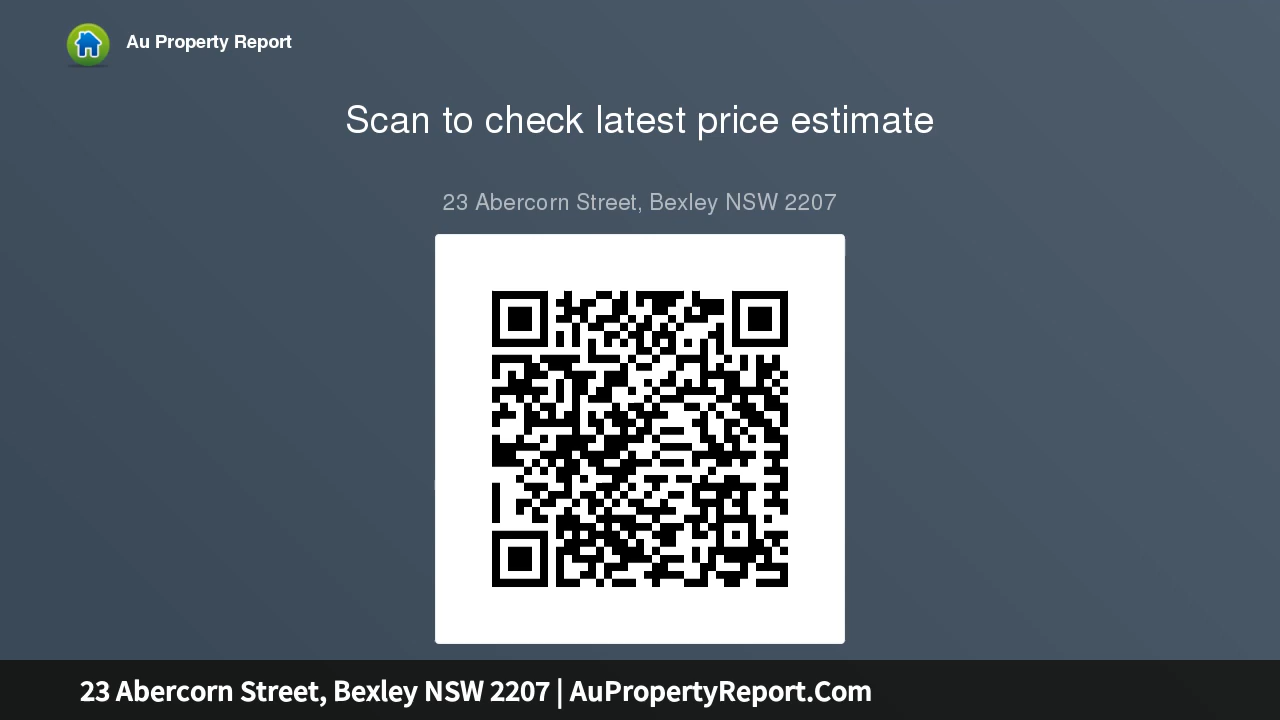 Au Property Report
Scan to check latest price estimate
23 Abercorn Street, Bexley NSW 2207
23 Abercorn Street, Bexley NSW 2207 | AuPropertyReport.Com